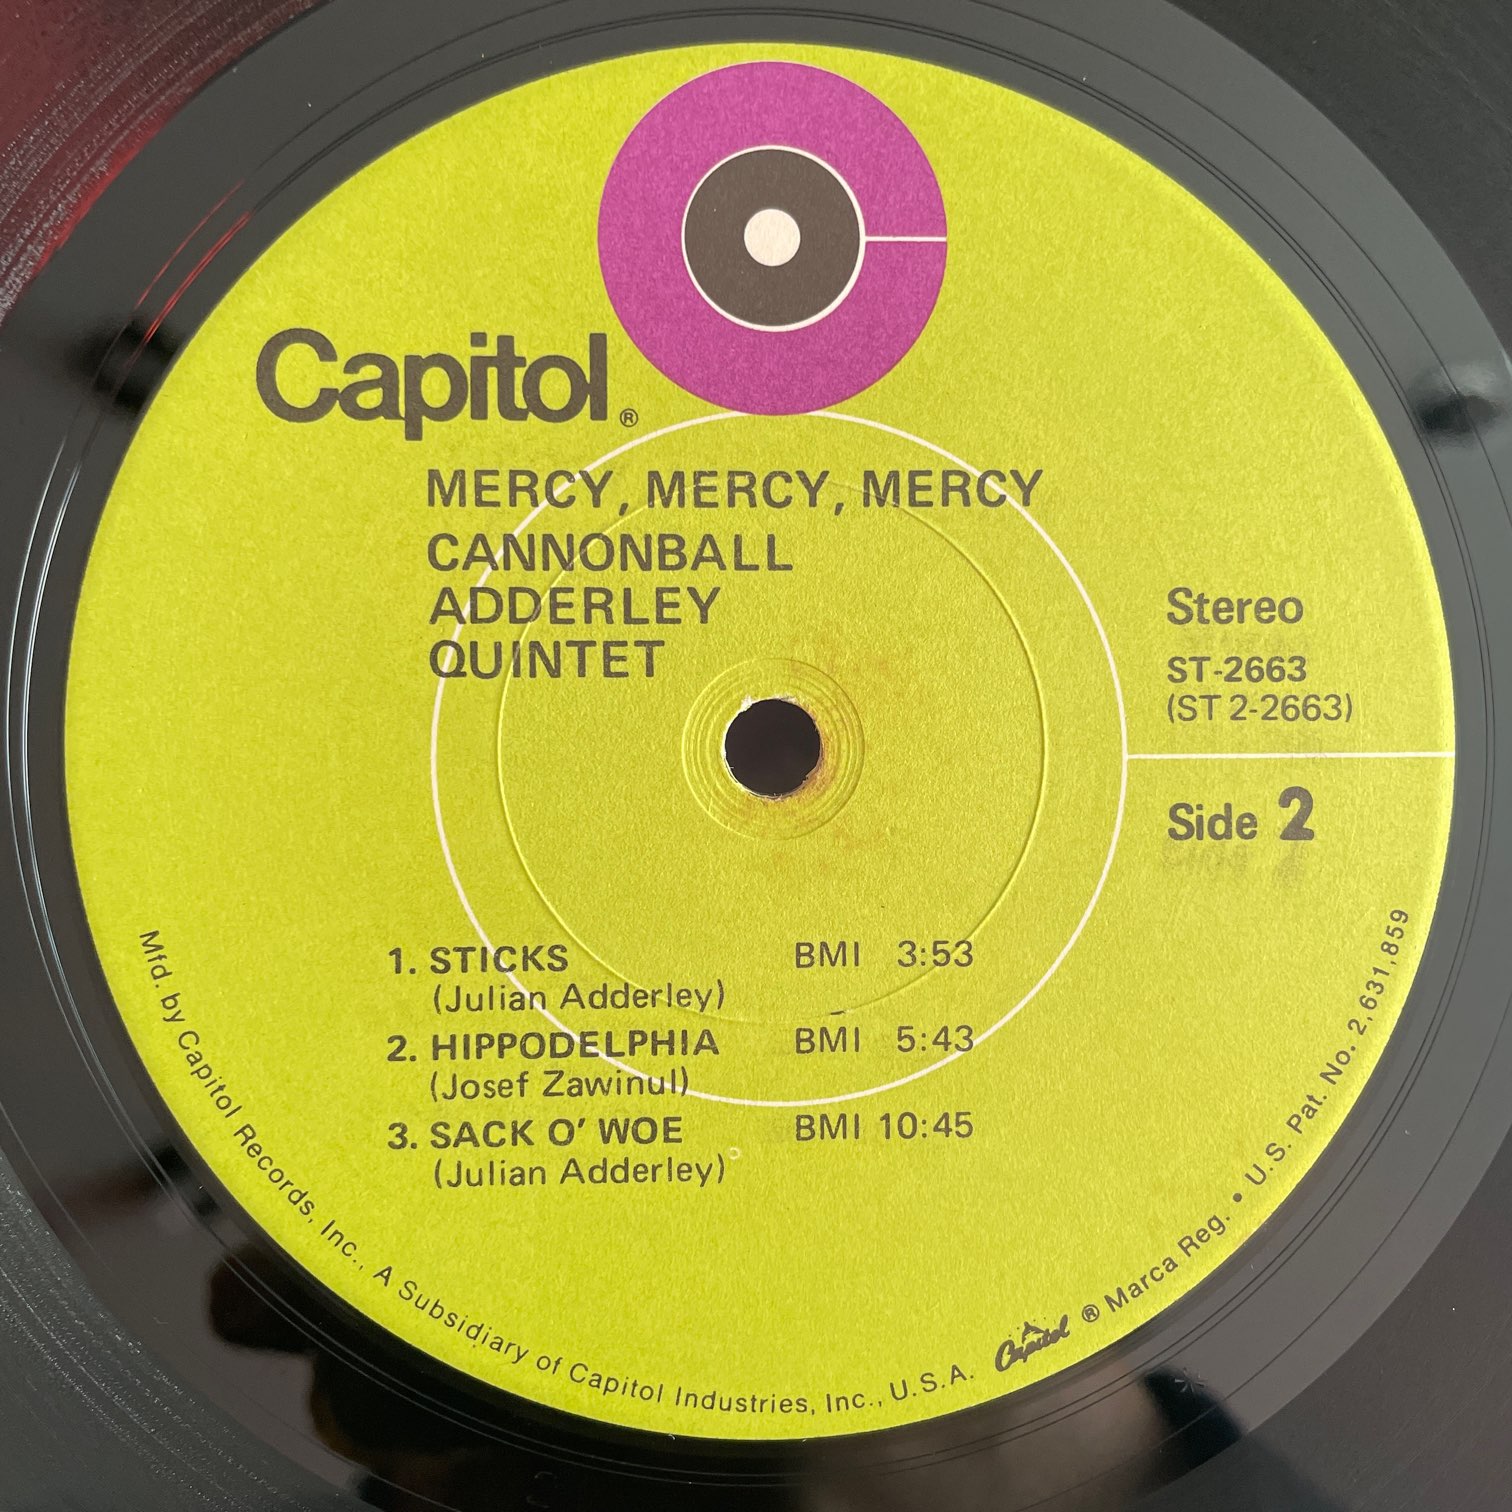 Capitol®
MERCY, MERCY, MERCY
CANNONBALL
ADDERLEY
QUINTET
Stereo
ST-2663
(ST 2-2663)
Side 2
1. STICKS BMI 3:53
(Julian Adderley)
2. HIPPODELPHIA BMI 5:43
(Josef Zawinul)
3. SACK O' WOE BMI 10:45
(Julian Adderley)
Mfd. by Capitol Records, Inc., A Subsidiary of Capitol Industries, Inc., U.S.A. Capitol ® Marca Reg. • U.S. Pat. No. 2,631,859